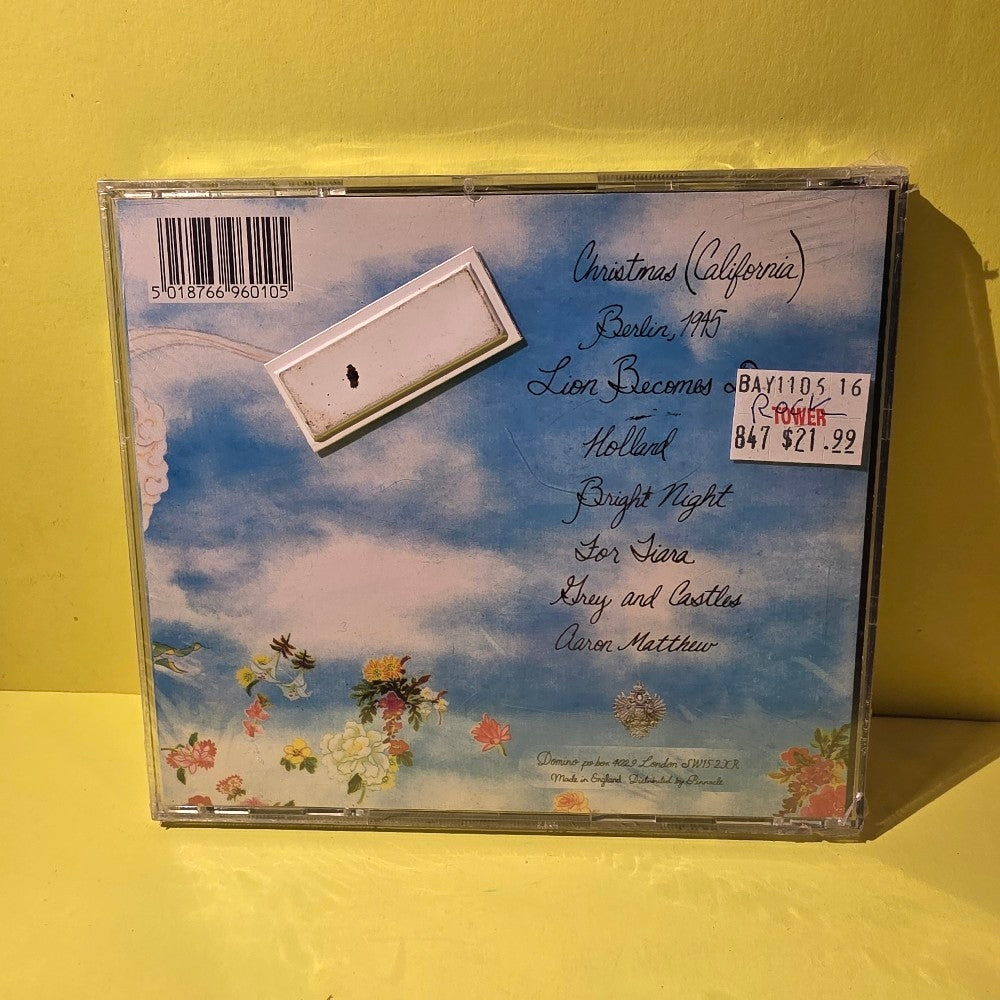 5 018766 960105
Christmas (California)
Berlin, 1945
Lion Becomes
Holland
Bright Night
For Tiara
Grey and Castles
Aaron Matthew
BAY1105 16
Rock
TOWER
847 $21.99
Domino po box 4029 London SW15 2XR
Made in England. Distributed by Pinnacle